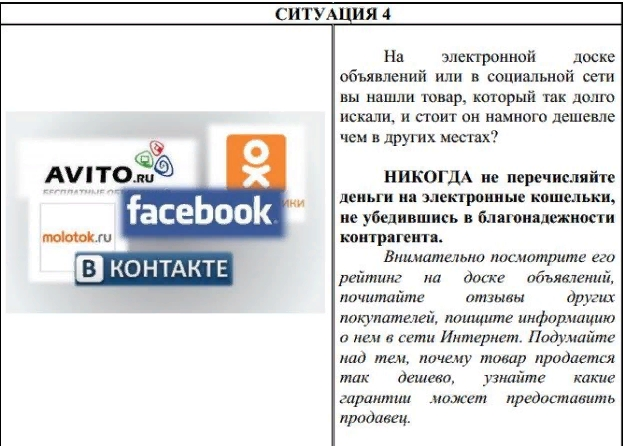 СИТУАЦИЯ 4
AVITO.RU
БЕСПЛАТНЫЕ
ИКИ
facebook
molotok.ru
В КОНТАКТЕ
На электронной доске
объявлений или в социальной сети
вы нашли товар, который так долго
искали, и стоит он намного дешевле
чем в других местах?
НИКОГДА не перечисляйте
деньги на электронные кошельки,
не убедившись в благонадежности
контрагента.
Внимательно посмотрите его
рейтинг на доске объявлений,
почитайте отзывы других
покупателей, поищите информацию
о нем в сети Интернет. Подумайте
над тем, почему товар продается
так дешево, узнайте какие
гарантии может предоставить
продавец.